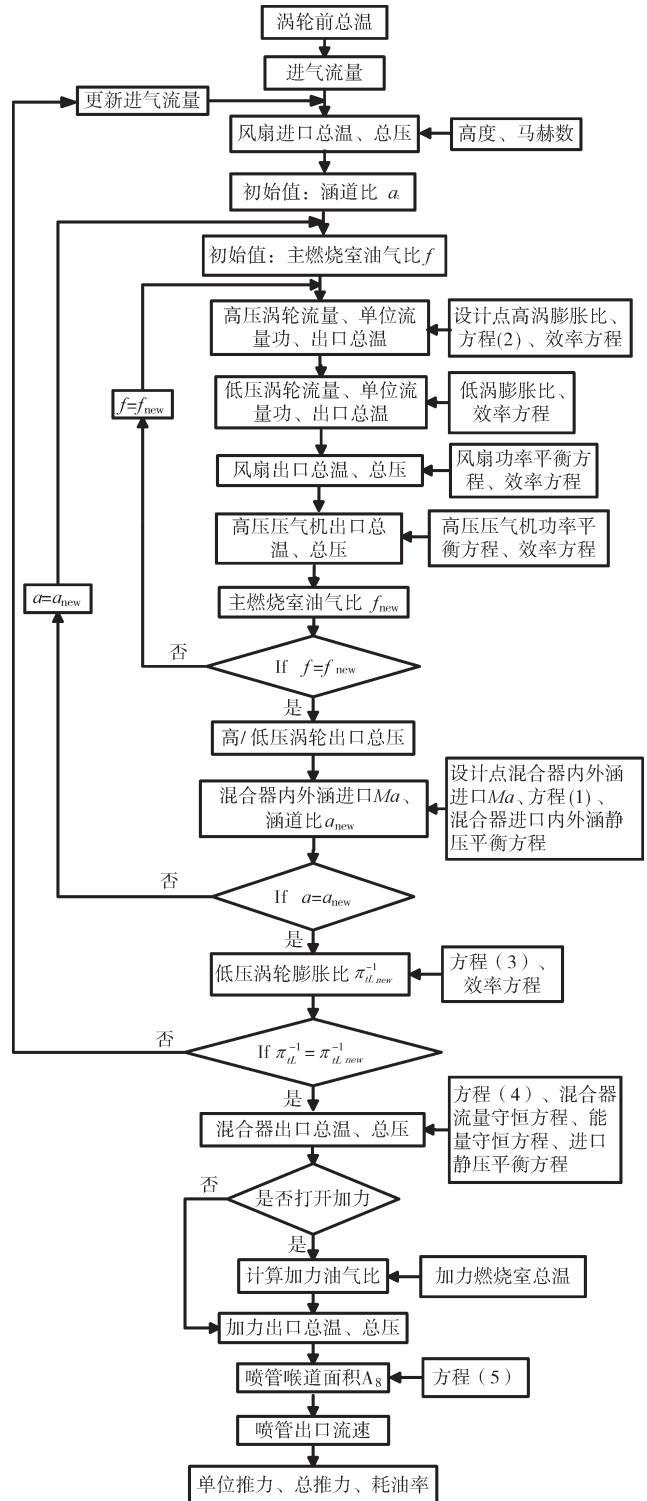 涡轮前总温
进气流量
更新进气流量
风扇进口总温、总压
高度、马赫数
初始值：涵道比 a
初始值：主燃烧室油气比 f
高压涡轮流量、单位流
量功、出口总温
设计点高涡膨胀比、
方程(2)、效率方程
f=fnew
低压涡轮流量、单位流
量功、出口总温
低涡膨胀比、
效率方程
风扇出口总温、总压
风扇功率平衡方
程、效率方程
高压压气机出口总
温、总压
高压压气机功率平
衡方程、效率方程
a=anew
主燃烧室油气比 fnew
否
If f=fnew
是
高/低压涡轮出口总压
混合器内外涵进口Ma、
涵道比anew
设计点混合器内外涵
进口Ma、方程(1)、
混合器进口内外涵静
压平衡方程
否
If a=anew
是
低压涡轮膨胀比 π⁻¹tL new
方程（3）、
效率方程
否
If π⁻¹tL = π⁻¹tL new
是
混合器出口总温、总压
方程（4）、混合器
流量守恒方程、能
量守恒方程、进口
静压平衡方程
否
是否打开加力
是
计算加力油气比
加力燃烧室总温
加力出口总温、总压
喷管喉道面积A8
方程（5）
喷管出口流速
单位推力、总推力、耗油率